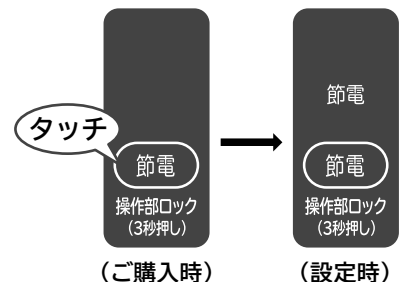 タッチ
節電
操作部ロック
(3秒押し)
(ご購入時)
節電
節電
操作部ロック
(3秒押し)
(設定時)